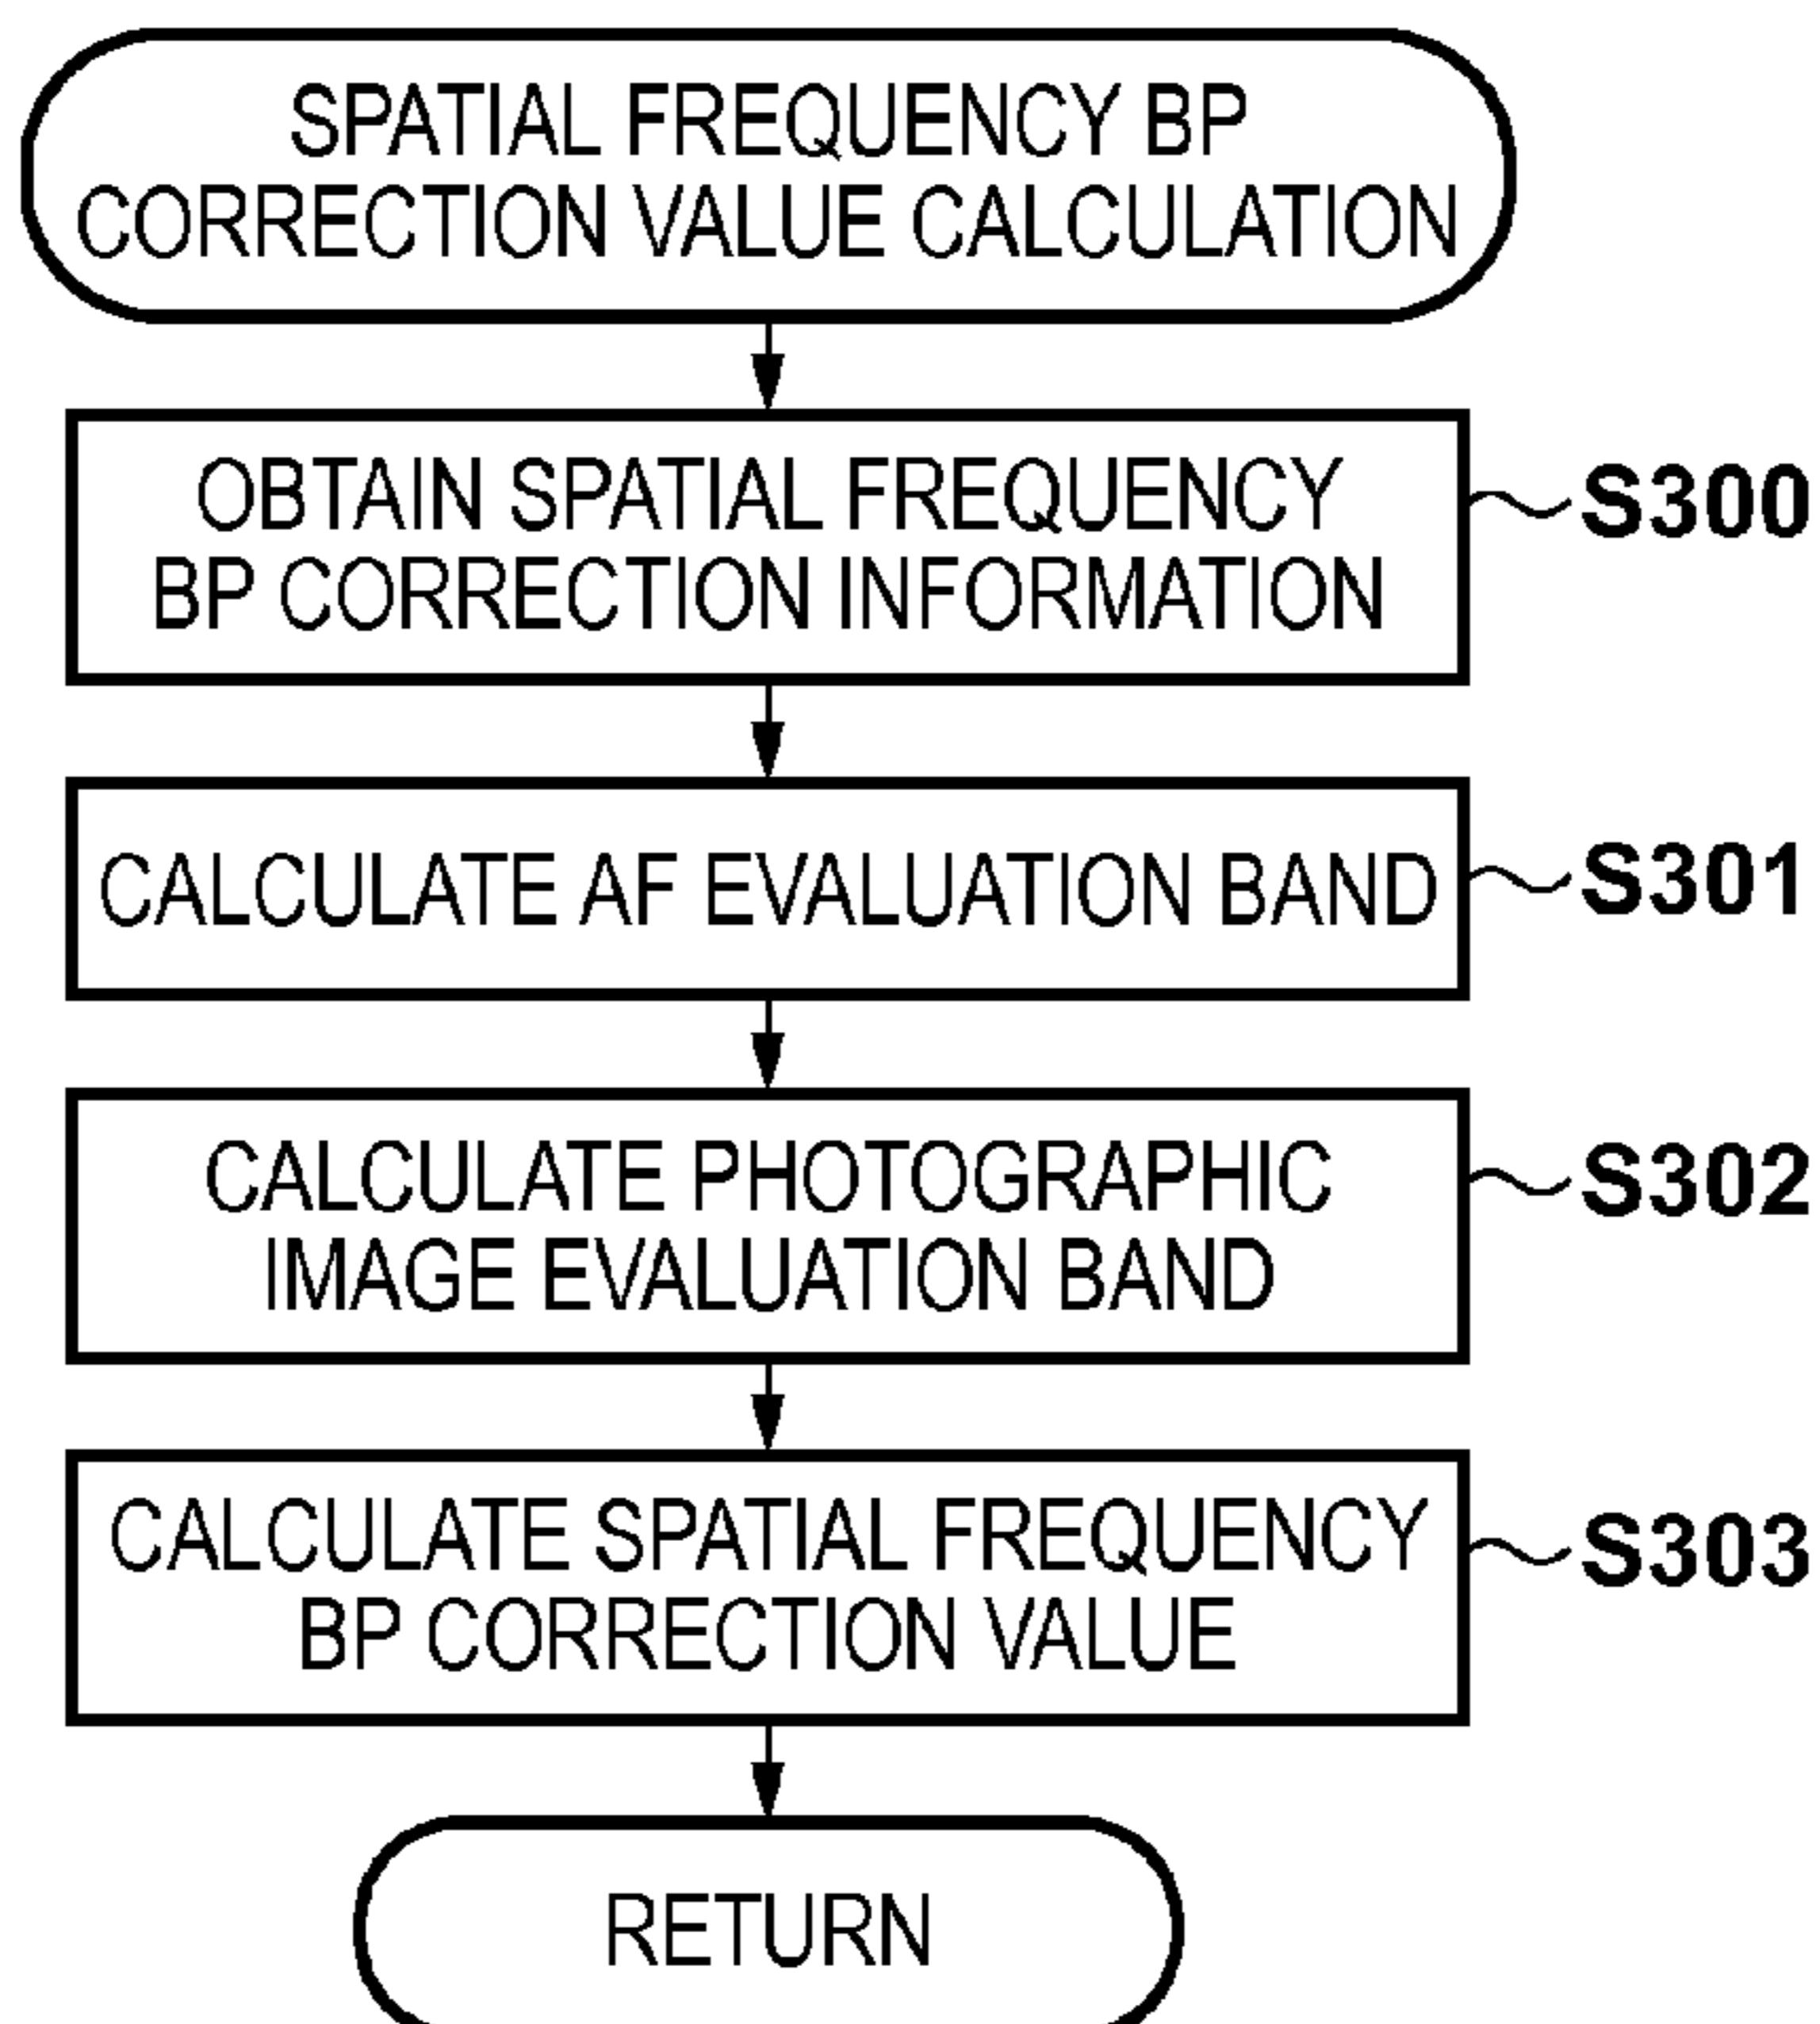 SPATIAL FREQUENCY BP
CORRECTION VALUE CALCULATION
OBTAIN SPATIAL FREQUENCY
BP CORRECTION INFORMATION
S300
CALCULATE AF EVALUATION BAND
S301
CALCULATE PHOTOGRAPHIC
IMAGE EVALUATION BAND
S302
CALCULATE SPATIAL FREQUENCY
BP CORRECTION VALUE
S303
RETURN